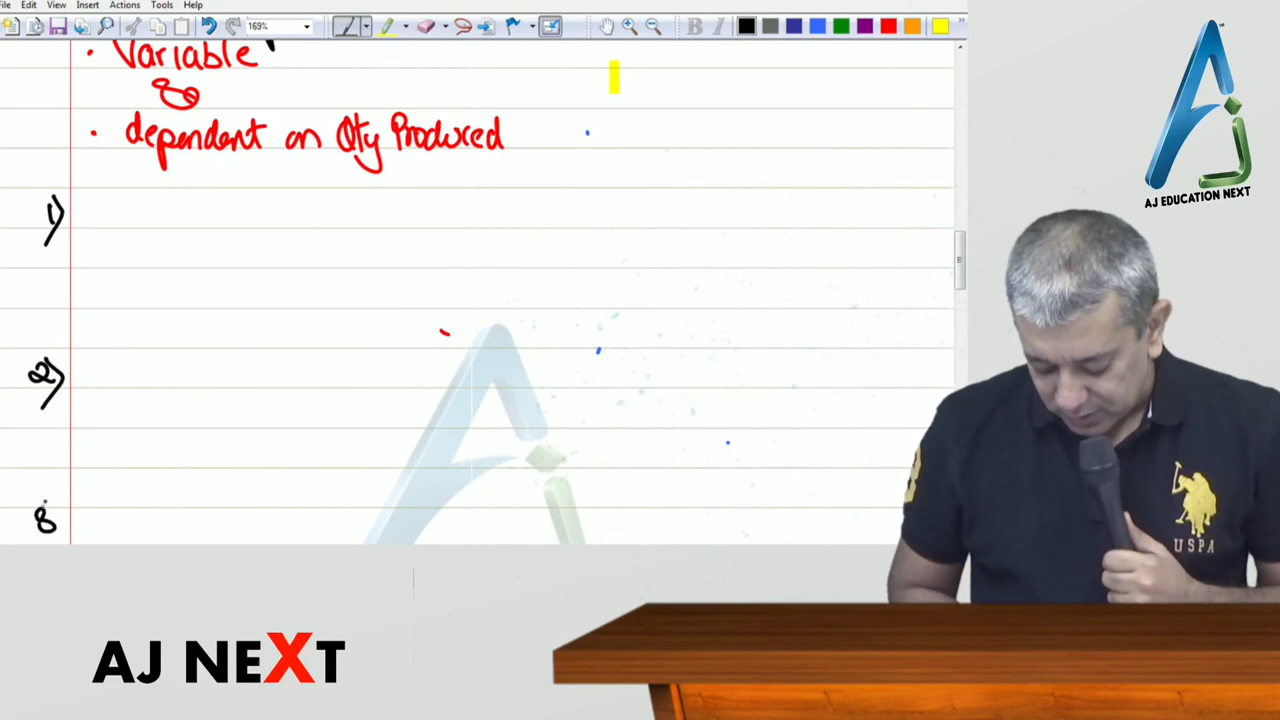 File Edit View Insert Actions Tools Help
169%
B I
• Variable
&
• dependent on Qty Produced
1)
2)
8
AJ EDUCATION NEXT
USPA
3
AJ NEXT